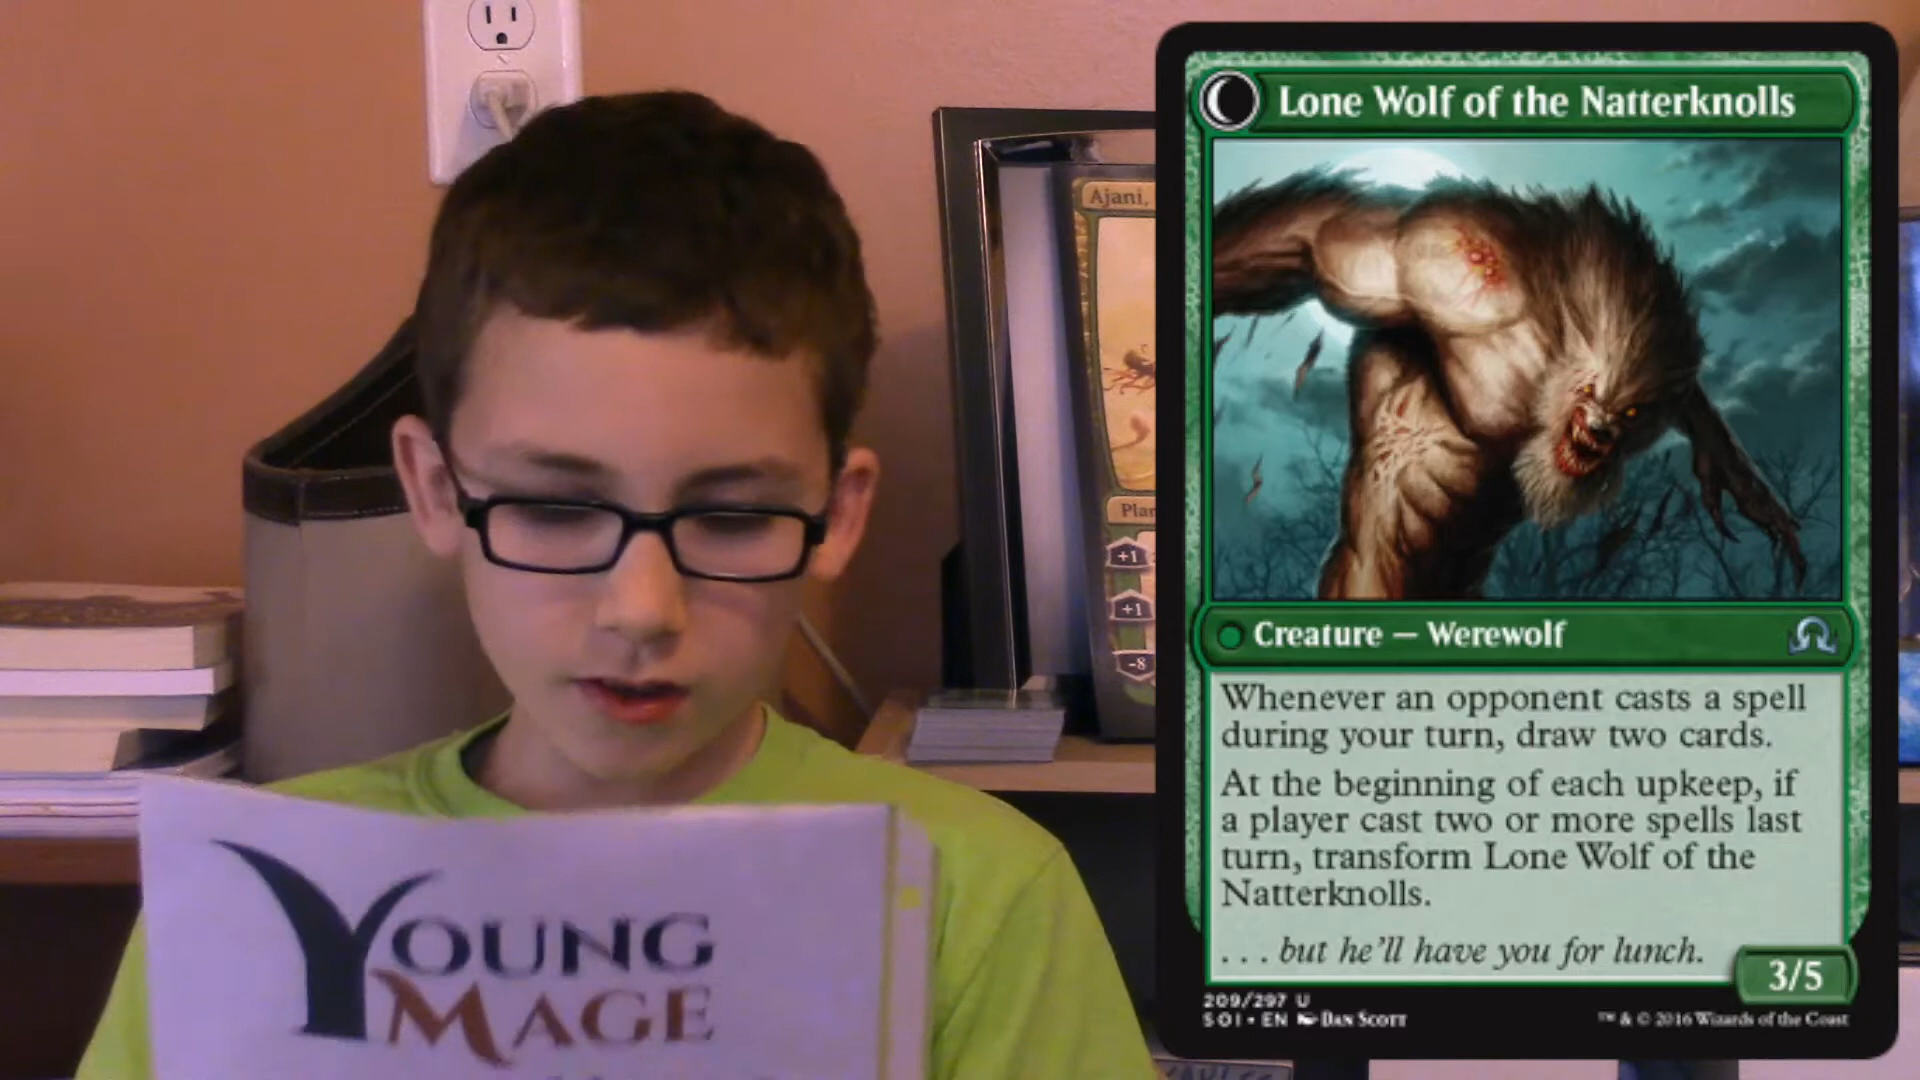 Lone Wolf of the Natterknolls
Creature — Werewolf
Whenever an opponent casts a spell
during your turn, draw two cards.
At the beginning of each upkeep, if
a player cast two or more spells last
turn, transform Lone Wolf of the
Natterknolls.
. . . but he'll have you for lunch.
3/5
209/297 U
SOI • EN Dan Scott
™ & © 2016 Wizards of the Coast
Ajani,
+1
+1
-8
YOUNG
MAGE